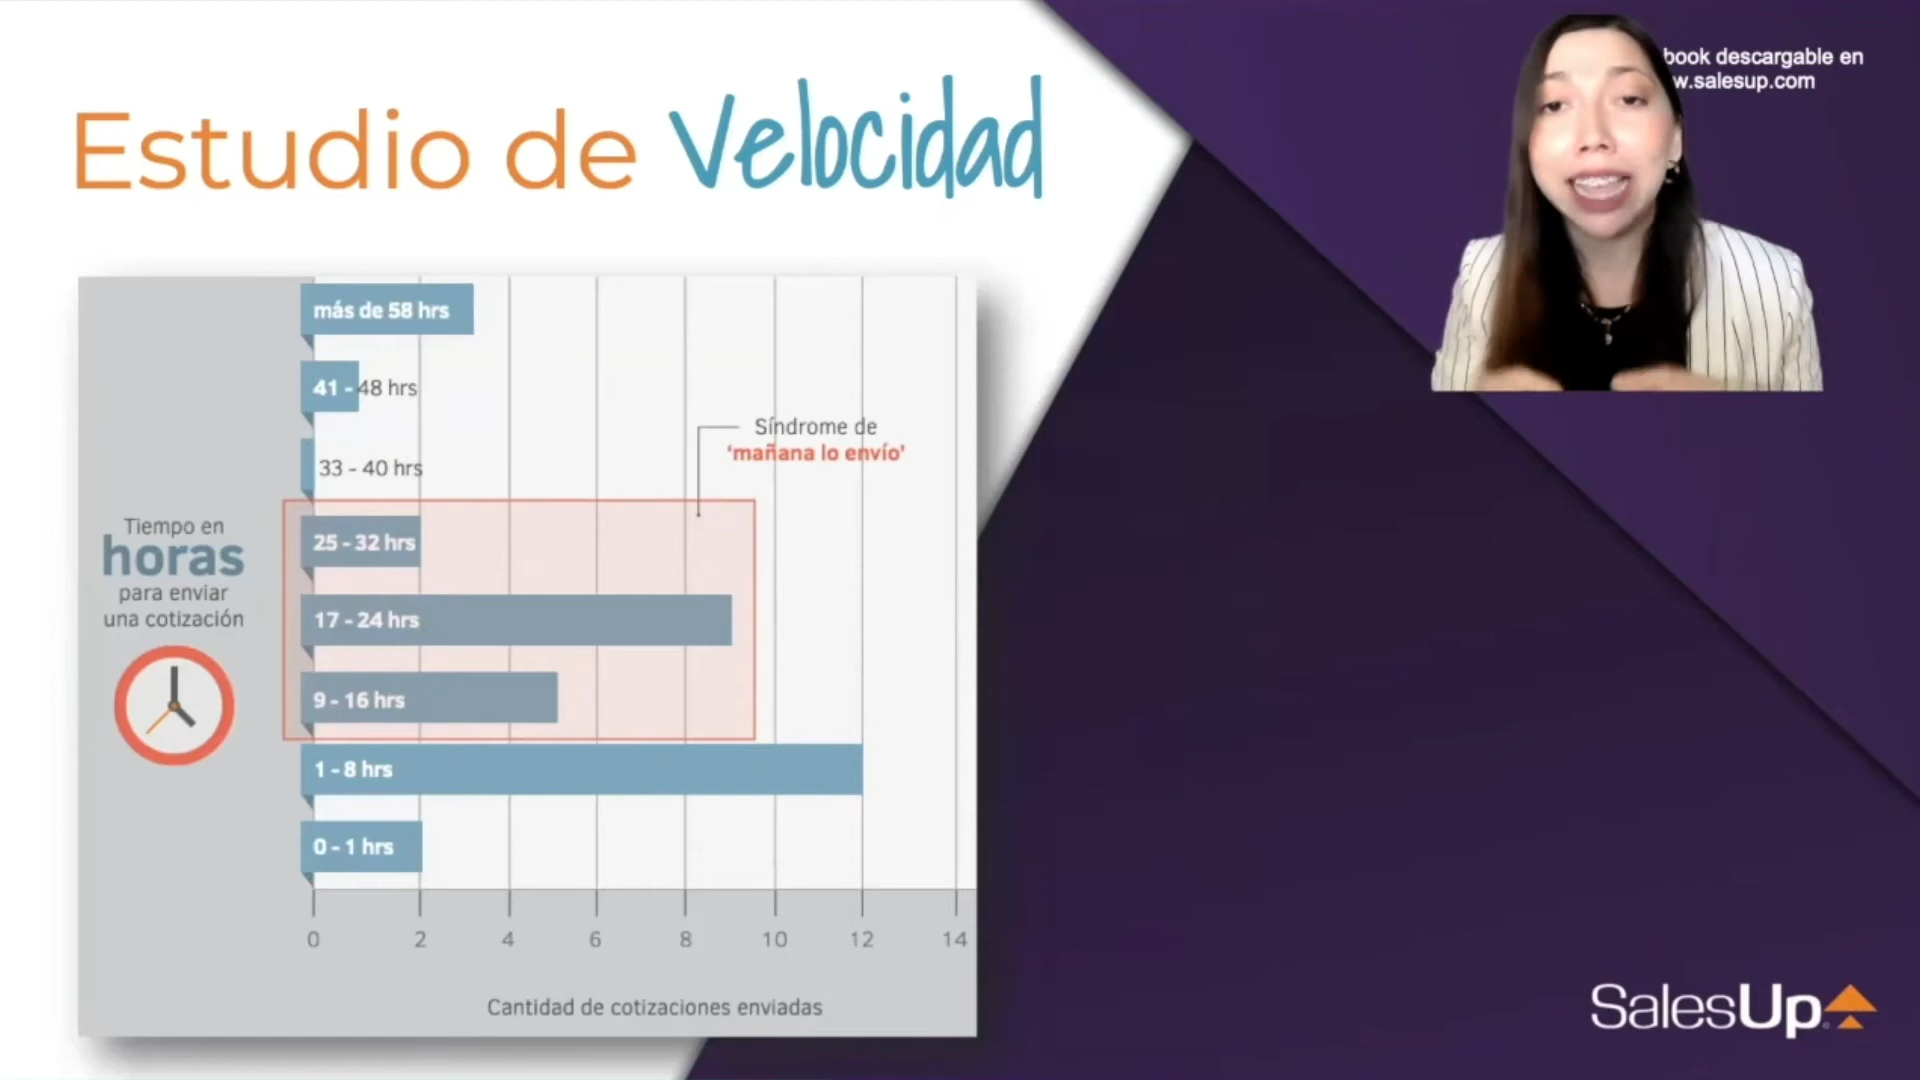 Estudio de Velocidad
book descargable en
w.salesup.com
más de 58 hrs
41 - 48 hrs
33 - 40 hrs
Síndrome de
'mañana lo envío'
25 - 32 hrs
17 - 24 hrs
9 - 16 hrs
1 - 8 hrs
0 - 1 hrs
Tiempo en
horas
para enviar
una cotización
0 2 4 6 8 10 12 14
Cantidad de cotizaciones enviadas
SalesUp